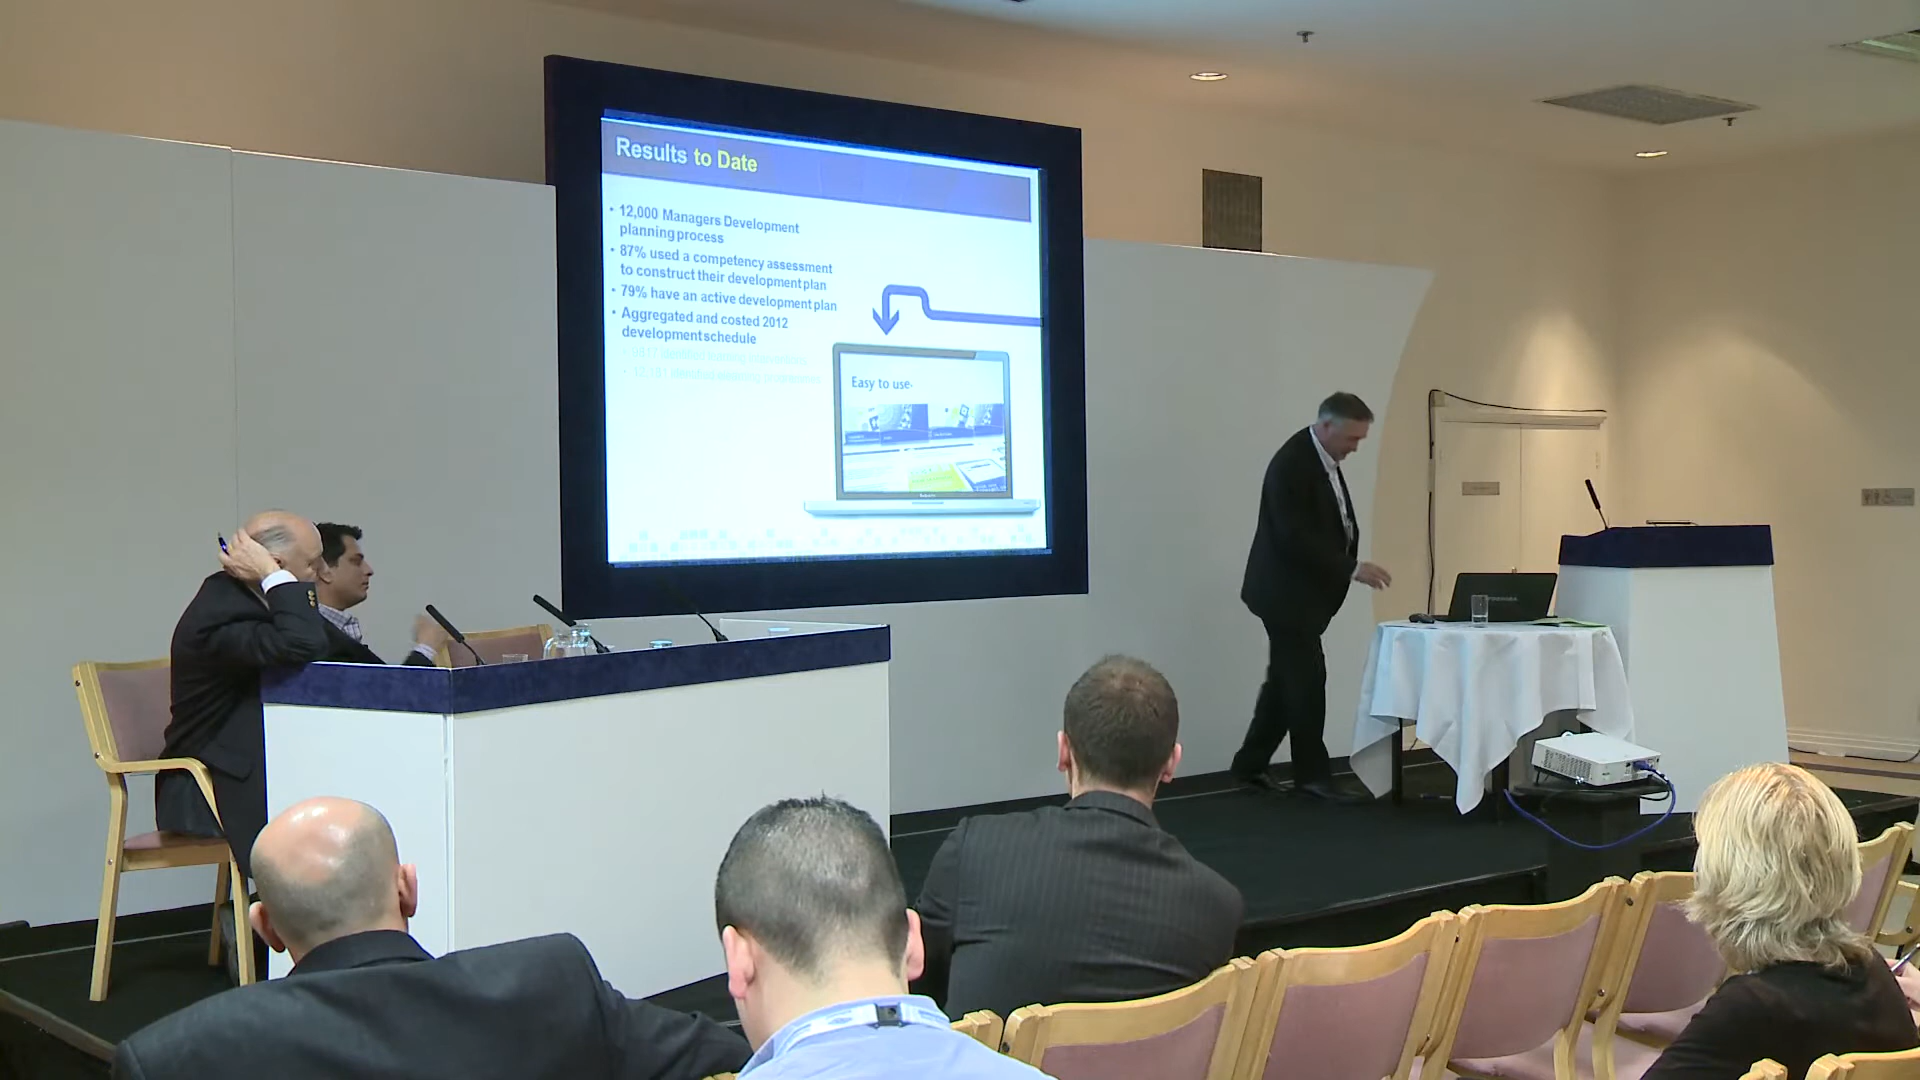 Results to Date
• 12,000 Managers Development
planning process
• 87% used a competency assessment
to construct their development plan
• 79% have an active development plan
• Aggregated and costed 2012
development schedule
Easy to use